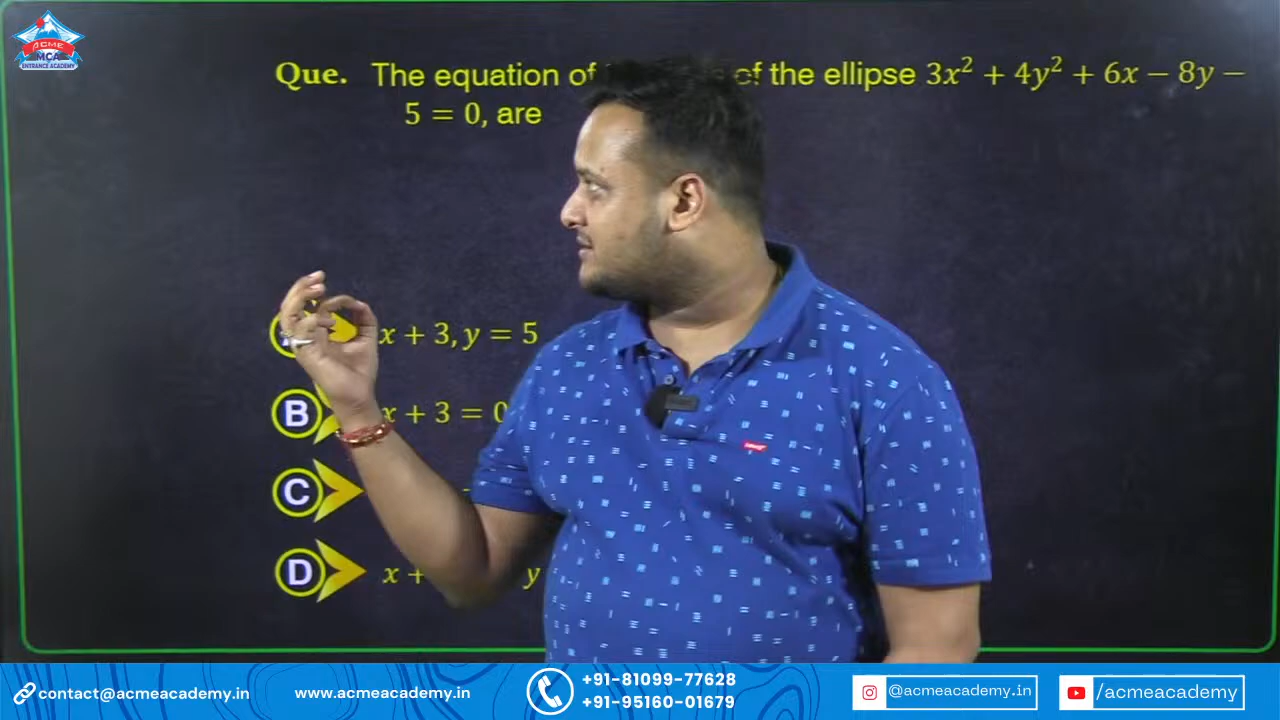 ACME
MCA
ENTRANCE ACADEMY
Que. The equation of of the ellipse 3x² + 4y² + 6x − 8y −
5 = 0, are
x + 3, y = 5
B x + 3 = 0
C
D x + y
contact@acmeacademy.in www.acmeacademy.in +91-81099-77628 @acmeacademy.in /acmeacademy
+91-95160-01679